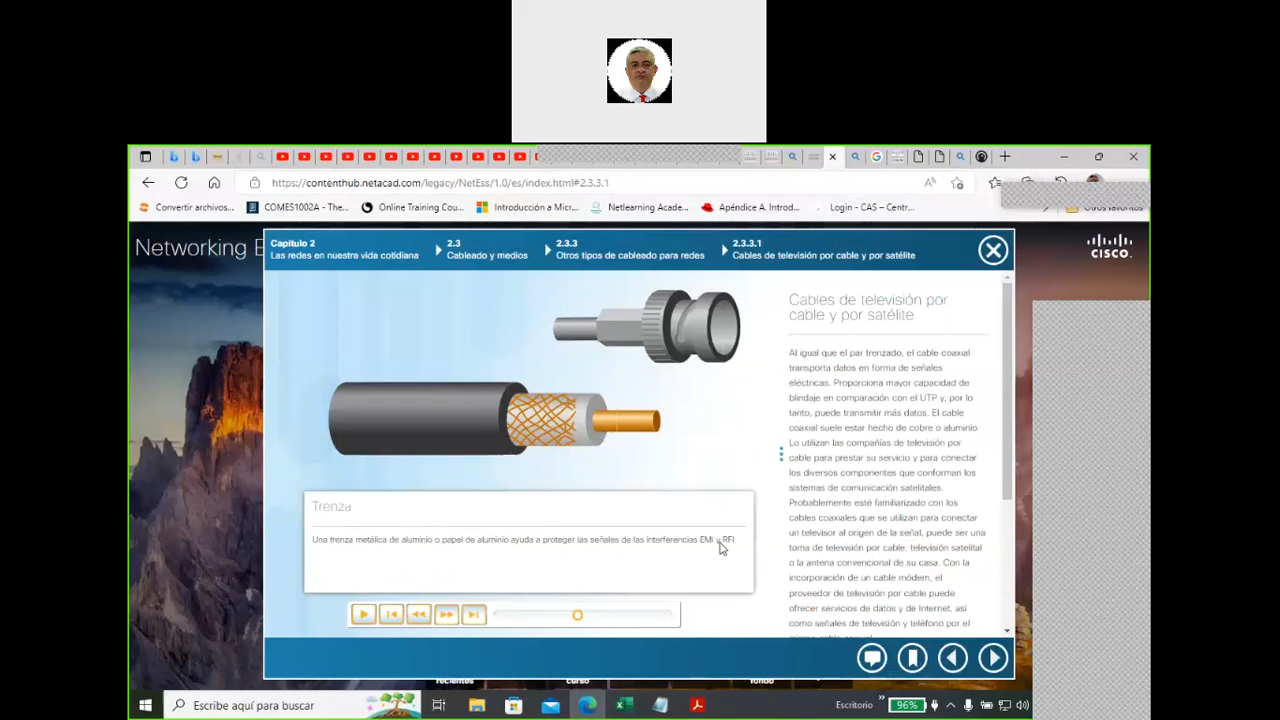 https://contenthub.netacad.com/legacy/NetEss/1.0/es/index.html#2.3.3.1
Convertir archivos...
COMES1002A - The...
Online Training Cou...
Introducción a Micr...
Netlearning Acade...
Apéndice A. Introd...
Login - CAS – Centr...
Otros favoritos
Networking E
CISCO.
Capítulo 2
Las redes en nuestra vida cotidiana
2.3
Cableado y medios
2.3.3
Otros tipos de cableado para redes
2.3.3.1
Cables de televisión por cable y por satélite
Cables de televisión por
cable y por satélite
Al igual que el par trenzado, el cable coaxial
transporta datos en forma de señales
eléctricas. Proporciona mayor capacidad de
blindaje en comparación con el UTP y, por lo
tanto, puede transmitir más datos. El cable
coaxial suele estar hecho de cobre o aluminio.
Lo utilizan las compañías de televisión por
cable para prestar su servicio y para conectar
los diversos componentes que conforman los
sistemas de comunicación satelitales.
Probablemente esté familiarizado con los
cables coaxiales que se utilizan para conectar
un televisor al origen de la señal, puede ser una
toma de televisión por cable, televisión satelital
o la antena convencional de su casa. Con la
incorporación de un cable módem, el
proveedor de televisión por cable puede
ofrecer servicios de datos y de Internet, así
como señales de televisión y teléfono por el
Trenza
Una trenza metálica de aluminio o papel de aluminio ayuda a proteger las señales de las interferencias EMI y RFI
recientes
curso
fondo
Escribe aquí para buscar
Escritorio
96%